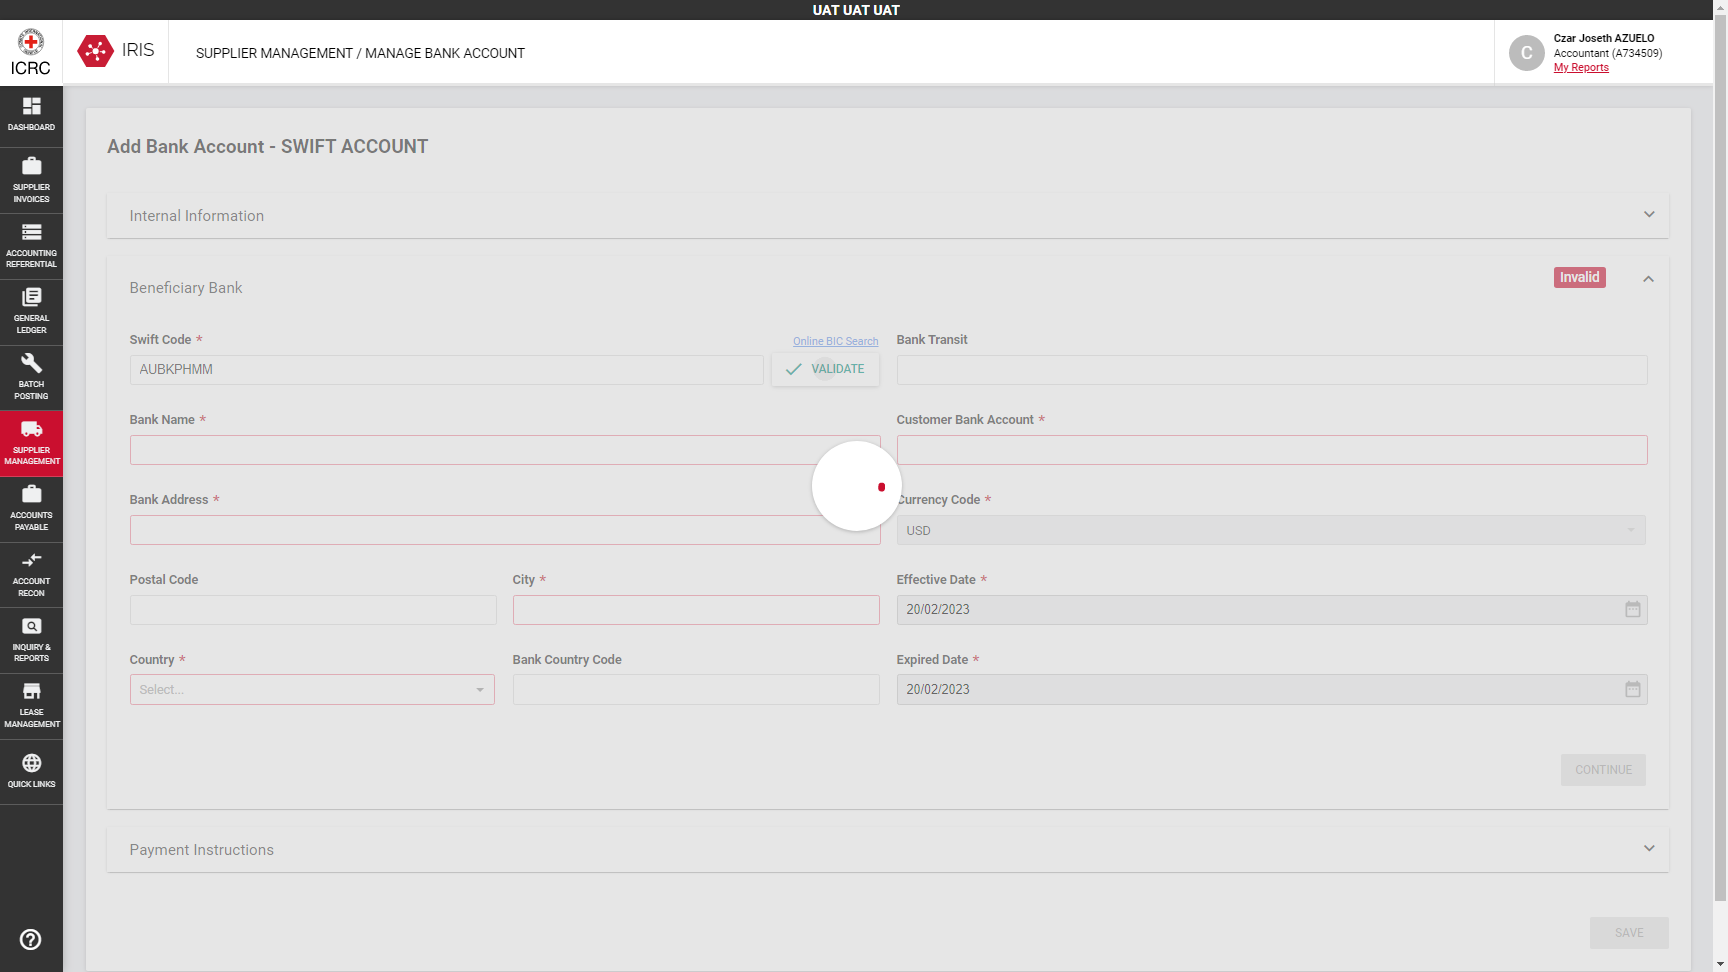 UAT UAT UAT
ICRC
IRIS
SUPPLIER MANAGEMENT / MANAGE BANK ACCOUNT
C
Czar Joseth AZUELO
Accountant (A734509)
My Reports
DASHBOARD
SUPPLIER
INVOICES
ACCOUNTING
REFERENTIAL
GENERAL
LEDGER
BATCH
POSTING
SUPPLIER
MANAGEMENT
ACCOUNTS
PAYABLE
ACCOUNT
RECON
INQUIRY &
REPORTS
LEASE
MANAGEMENT
QUICK LINKS
Add Bank Account - SWIFT ACCOUNT
Internal Information
Beneficiary Bank
Invalid
Swift Code *
Online BIC Search
AUBKPHMM
VALIDATE
Bank Transit
Bank Name *
Customer Bank Account *
Bank Address *
Currency Code *
USD
Postal Code
City *
Effective Date *
20/02/2023
Country *
Select...
Bank Country Code
Expired Date *
20/02/2023
CONTINUE
Payment Instructions
SAVE